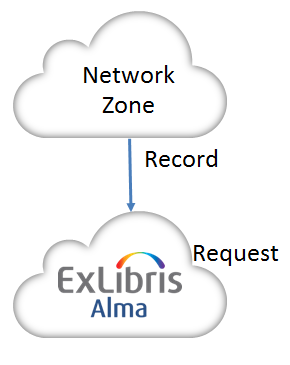 Network
Zone
Record
Request
ExLibris
Alma